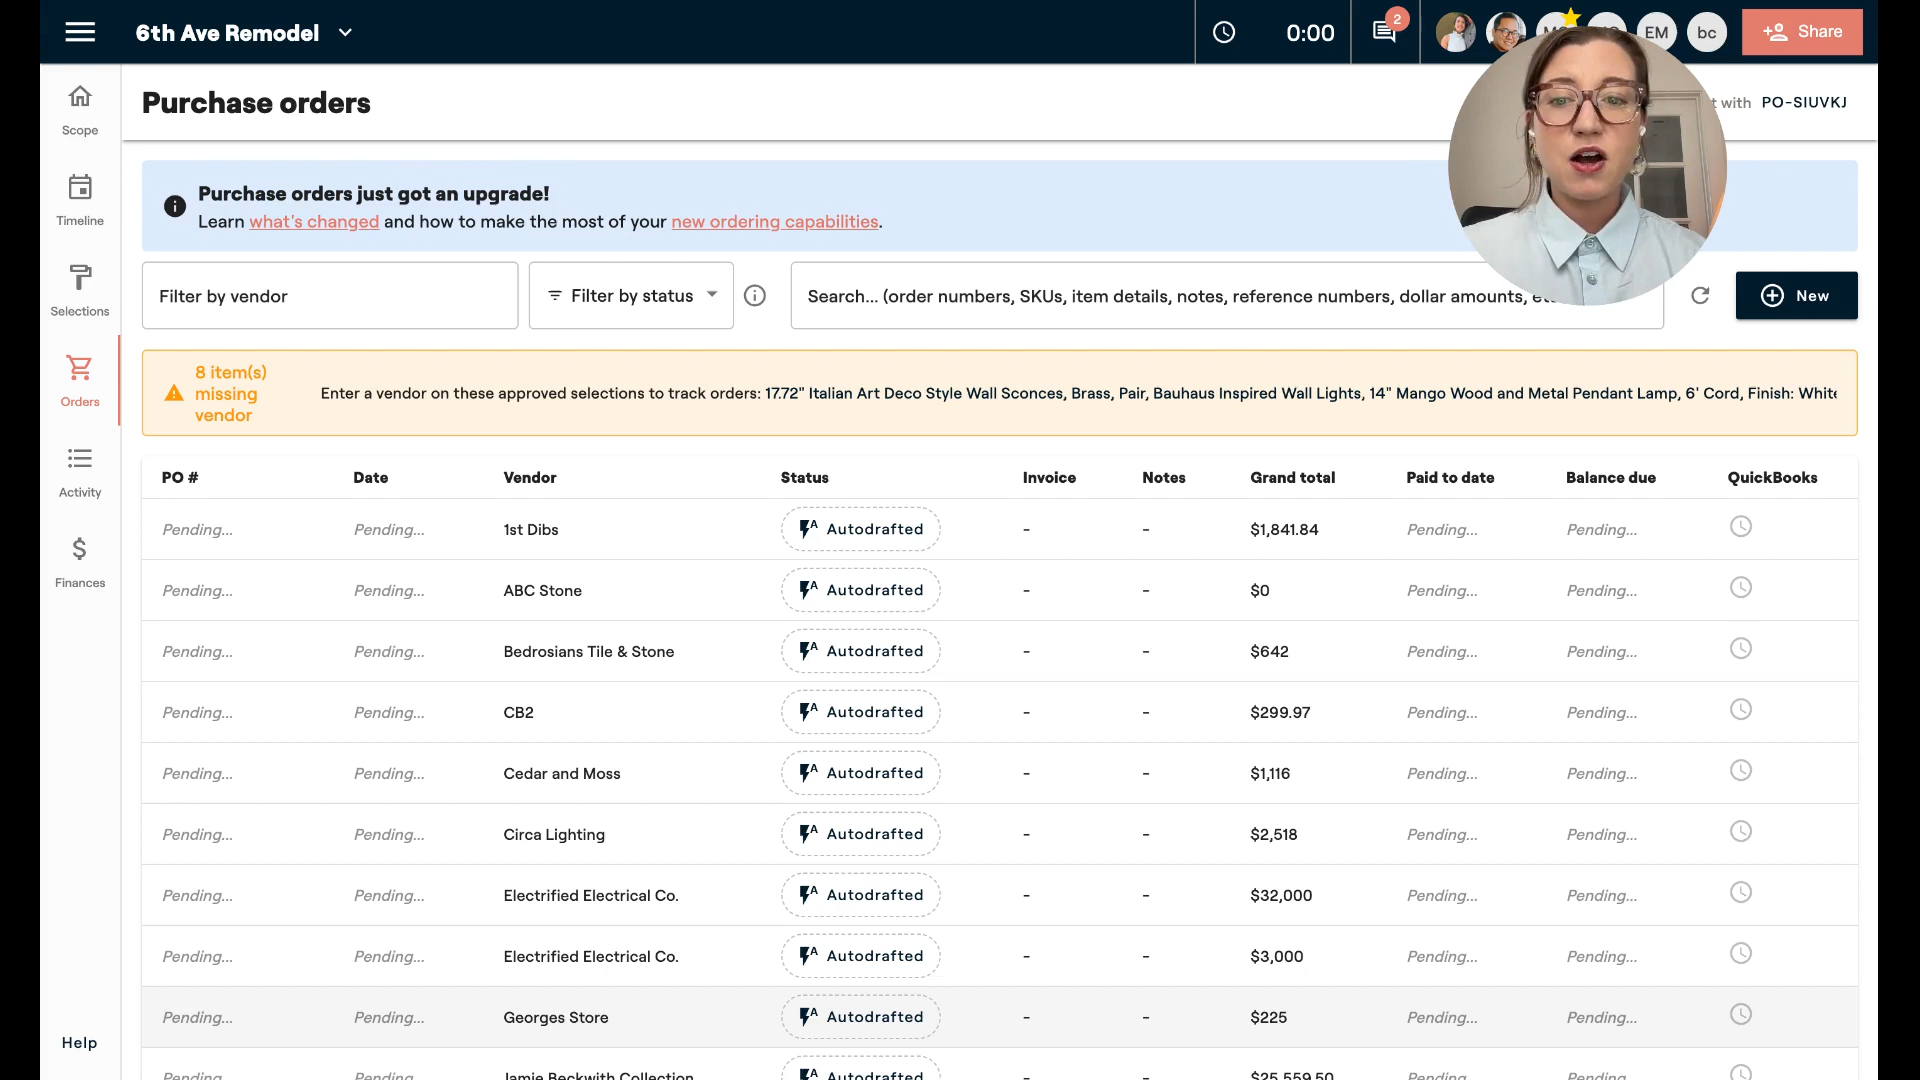 6th Ave Remodel
0:00
2
EM
bc
Share
Scope
Timeline
Selections
Orders
Activity
Finances
Help
Purchase orders
with PO-SIUVKJ
Purchase orders just got an upgrade!
Learn what's changed and how to make the most of your new ordering capabilities.
Filter by vendor
Filter by status
Search... (order numbers, SKUs, item details, notes, reference numbers, dollar amounts,
New
8 item(s)
missing
vendor
Enter a vendor on these approved selections to track orders: 17.72" Italian Art Deco Style Wall Sconces, Brass, Pair, Bauhaus Inspired Wall Lights, 14" Mango Wood and Metal Pendant Lamp, 6' Cord, Finish: White
PO # Date Vendor Status Invoice Notes Grand total Paid to date Balance due QuickBooks
Pending... Pending... 1st Dibs Autodrafted - - $1,841.84 Pending... Pending...
Pending... Pending... ABC Stone Autodrafted - - $0 Pending... Pending...
Pending... Pending... Bedrosians Tile & Stone Autodrafted - - $642 Pending... Pending...
Pending... Pending... CB2 Autodrafted - - $299.97 Pending... Pending...
Pending... Pending... Cedar and Moss Autodrafted - - $1,116 Pending... Pending...
Pending... Pending... Circa Lighting Autodrafted - - $2,518 Pending... Pending...
Pending... Pending... Electrified Electrical Co. Autodrafted - - $32,000 Pending... Pending...
Pending... Pending... Electrified Electrical Co. Autodrafted - - $3,000 Pending... Pending...
Pending... Pending... Georges Store Autodrafted - - $225 Pending... Pending...
Pending... Pending... Jamie Beckwith Collection Autodrafted - - $25,559.50 Pending... Pending...